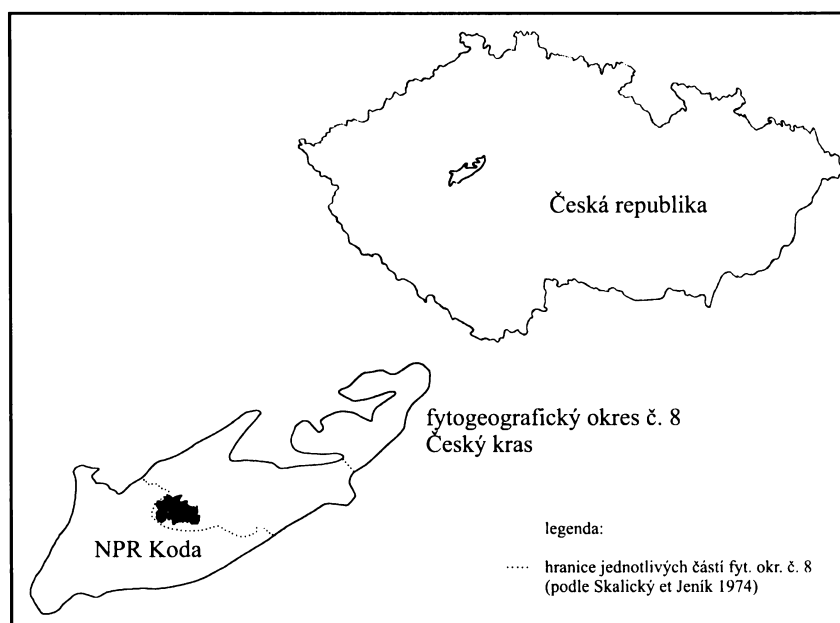 Česká republika
fytogeografický okres č. 8
Český kras
NPR Koda
legenda:
hranice jednotlivých částí fyt. okr. č. 8
(podle Skalický et Jeník 1974)